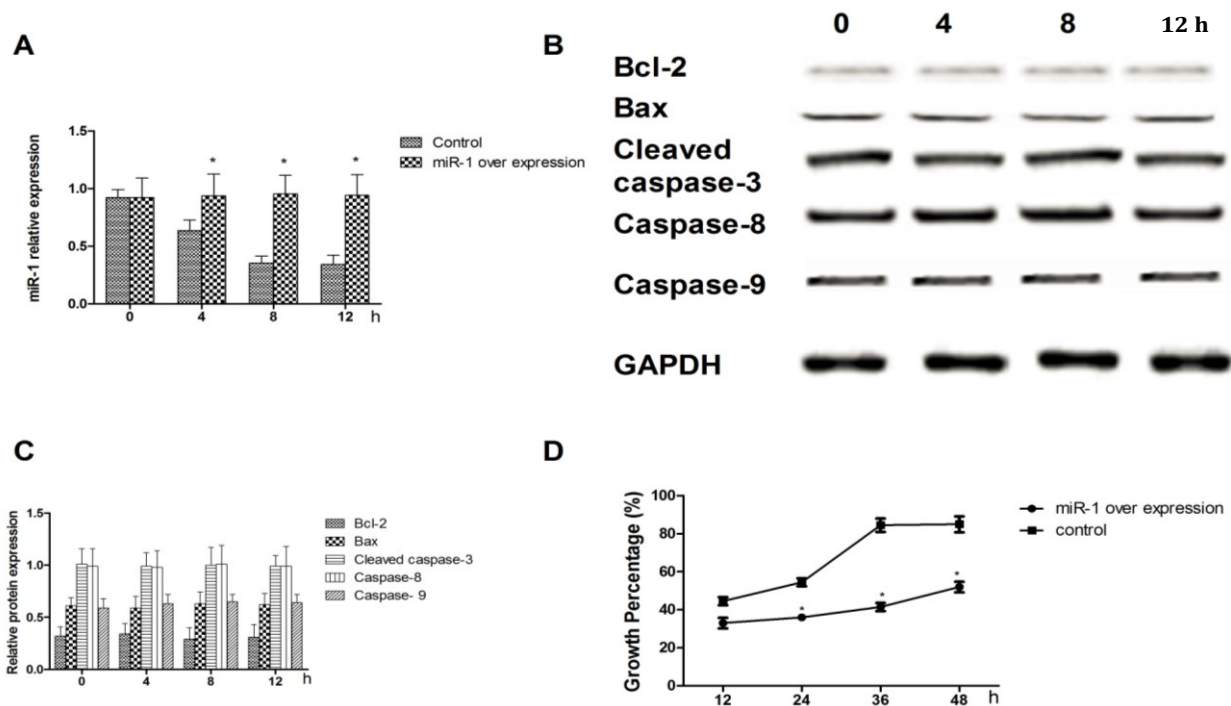 A
miR-1 relative expression
1.5
1.0
0.5
0.0
* * *
0 4 8 12 h
Control
miR-1 over expression
B
0 4 8 12 h
Bcl-2
Bax
Cleaved
caspase-3
Caspase-8
Caspase-9
GAPDH
C
Relative protein expression
1.5
1.0
0.5
0.0
0 4 8 12 h
Bcl-2
Bax
Cleaved caspase-3
Caspase-8
Caspase- 9
D
Growth Percentage (%)
100
80
60
40
20
0
* * *
12 24 36 48 h
miR-1 over expression
control